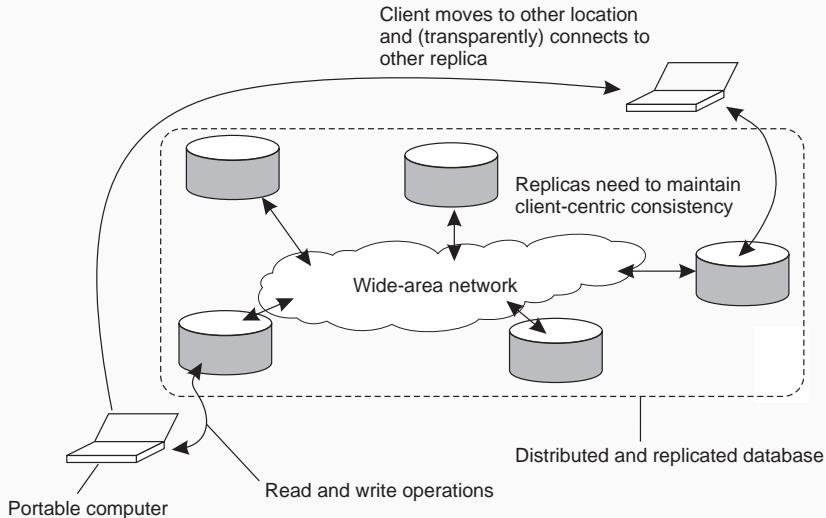 Client moves to other location
and (transparently) connects to
other replica
Replicas need to maintain
client-centric consistency
Wide-area network
Distributed and replicated database
Read and write operations
Portable computer